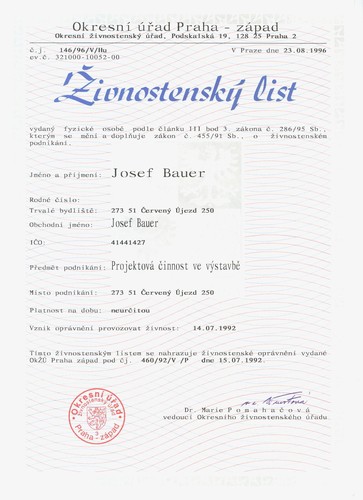 Okresní úřad Praha - západ
Okresní živnostenský úřad, Podskalská 19, 128 25 Praha 2
č.j. 146/96/V/Hu V Praze dne 23.08.1996
ev.č. 321000-10052-00
Živnostenský list
vydaný fyzické osobě podle článku III bod 3. zákona č. 286/95 Sb.,
kterým se mění a doplňuje zákon č. 455/91 Sb., o živnostenském
podnikání.
Jméno a příjmení: Josef Bauer
Rodné číslo:
Trvalé bydliště: 273 51 Červený Újezd 250
Obchodní jméno: Josef Bauer
IČO: 41441427
Předmět podnikání: Projektová činnost ve výstavbě
Místo podnikání: 273 51 Červený Újezd 250
Platnost na dobu: neurčitou
Vznik oprávnění provozovat živnost: 14.07.1992
Tímto živnostenským listem se nahrazuje živnostenské oprávnění vydané
OkŽÚ Praha západ pod čj. 460/92/V /P dne 15.07.1992.
Okresní úřad
Praha-západ
Dr. Marie Pomahačová
vedoucí Okresního živnostenského úřadu